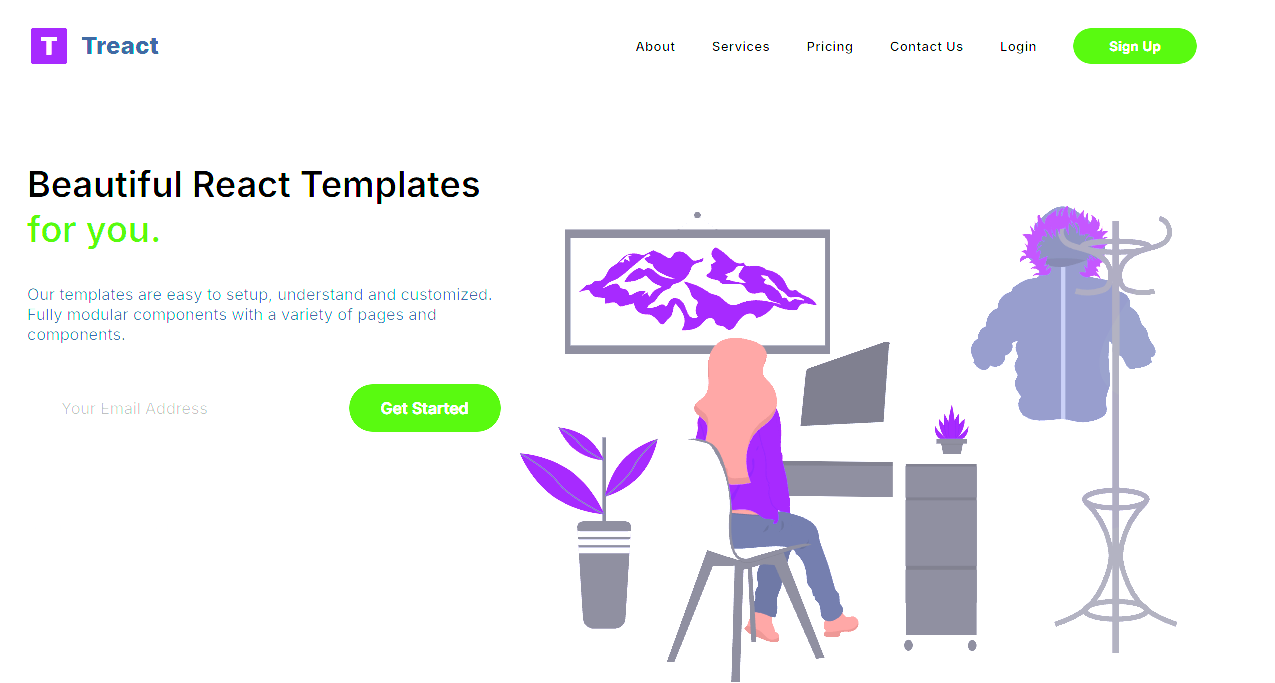 T Treact
About Services Pricing Contact Us Login Sign Up
Beautiful React Templates
for you.
Our templates are easy to setup, understand and customized.
Fully modular components with a variety of pages and
components.
Your Email Address Get Started